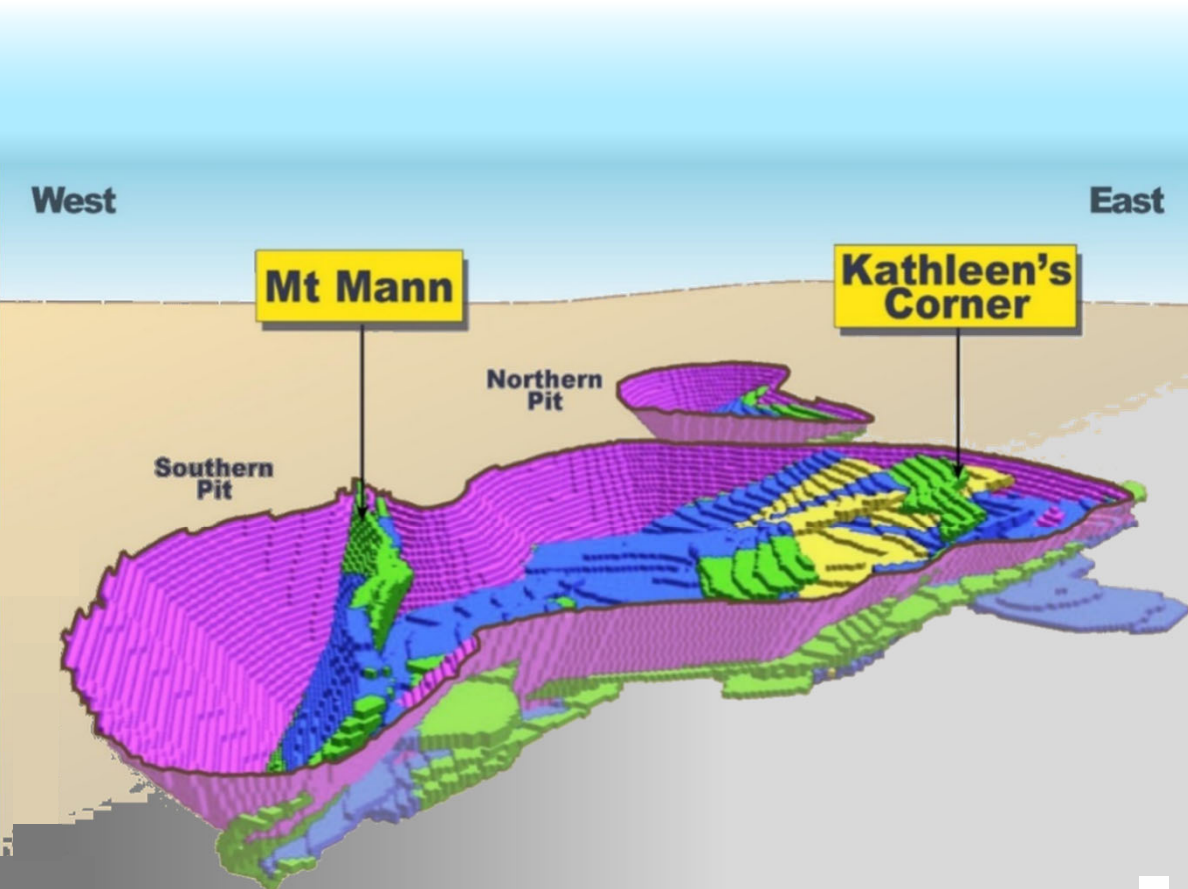 West
East
Mt Mann
Kathleen's
Corner
Northern
Pit
Southern
Pit